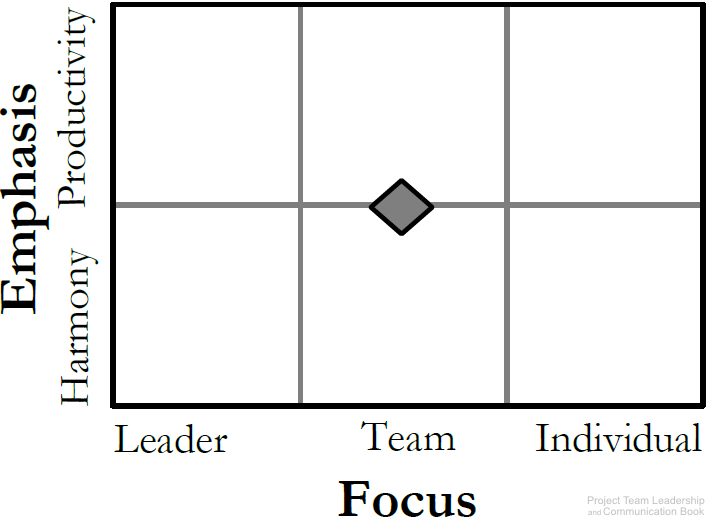 Emphasis
Productivity
Harmony
Leader
Team
Individual
Focus
Project Team Leadership
and Communication Book